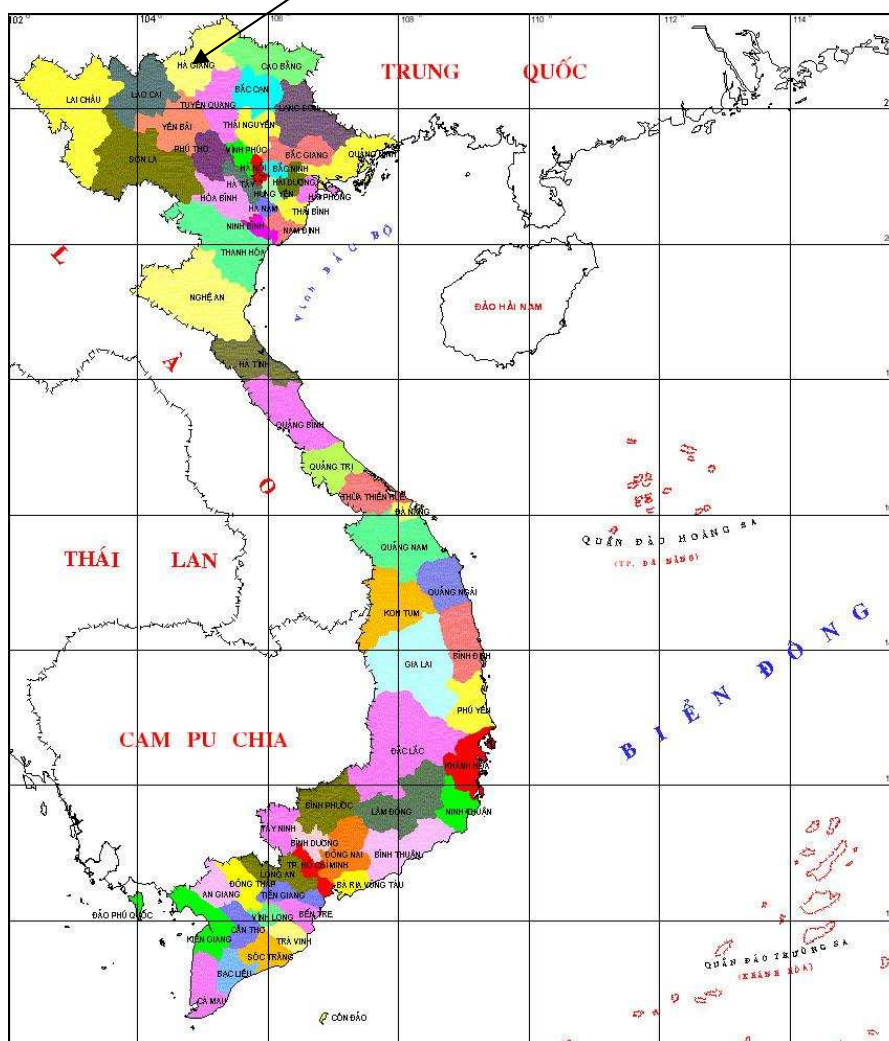 102 104 106 108 110 112 114
HÀ GIANG
CAO BẰNG
TRUNG QUỐC
LAI CHÂU
LAO CAI
BẮC CẠN
TUYÊN QUANG
LẠNG SƠN
YÊN BÁI
THÁI NGUYÊN
PHÚ THỌ
VĨNH PHÚC
BẮC GIANG
QUẢNG NINH
SƠN LA
HÀ NỘI
BẮC NINH
HÀ TÂY
HẢI DƯƠNG
HƯNG YÊN
HẢI PHÒNG
HÒA BÌNH
HÀ NAM
THÁI BÌNH
NINH BÌNH
NAM ĐỊNH
THANH HÓA
Vịnh BẮC BỘ
NGHỆ AN
ĐẢO HẢI NAM
LÀO
HÀ TĨNH
QUẢNG BÌNH
QUẢNG TRỊ
THỪA THIÊN HUẾ
ĐÀ NẴNG
QUẦN ĐẢO HOÀNG SA
(TP. ĐÀ NẴNG)
THÁI LAN
QUẢNG NAM
QUẢNG NGÃI
KON TUM
GIA LAI
BÌNH ĐỊNH
BIỂN ĐÔNG
PHÚ YÊN
CAM PU CHIA
ĐẮC LẮC
KHÁNH HÒA
BÌNH PHƯỚC
LÂM ĐỒNG
NINH THUẬN
TÂY NINH
BÌNH DƯƠNG
ĐỒNG NAI
BÌNH THUẬN
TP. HỒ CHÍ MINH
LONG AN
BÀ RỊA VŨNG TÀU
ĐỒNG THÁP
AN GIANG
TIỀN GIANG
ĐẢO PHÚ QUỐC
VĨNH LONG
BẾN TRE
KIÊN GIANG
CẦN THƠ
TRÀ VINH
SÓC TRĂNG
BẠC LIÊU
CÀ MAU
QUẦN ĐẢO TRƯỜNG SA
(KHÁNH HÒA)
CÔN ĐẢO